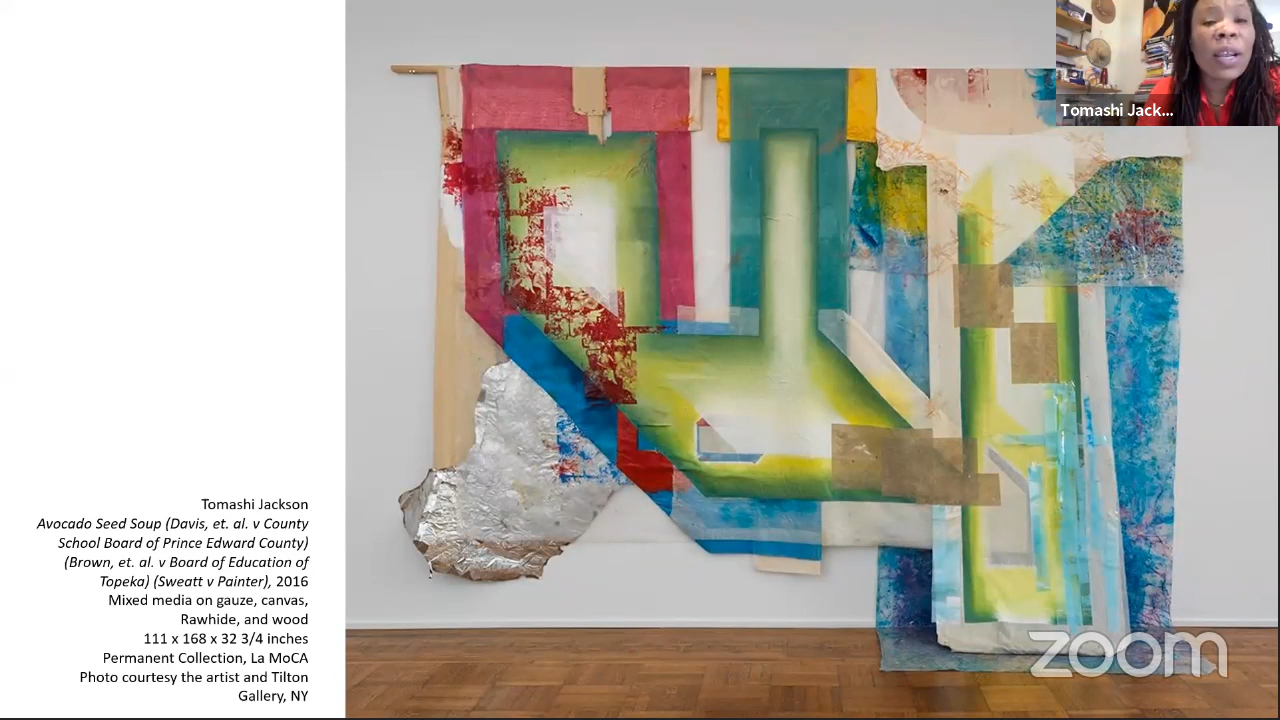 Tomashi Jack...
Tomashi Jackson
Avocado Seed Soup (Davis, et. al. v County
School Board of Prince Edward County)
(Brown, et. al. v Board of Education of
Topeka) (Sweatt v Painter), 2016
Mixed media on gauze, canvas,
Rawhide, and wood
111 x 168 x 32 3/4 inches
Permanent Collection, La MoCA
Photo courtesy the artist and Tilton
Gallery, NY
zoom